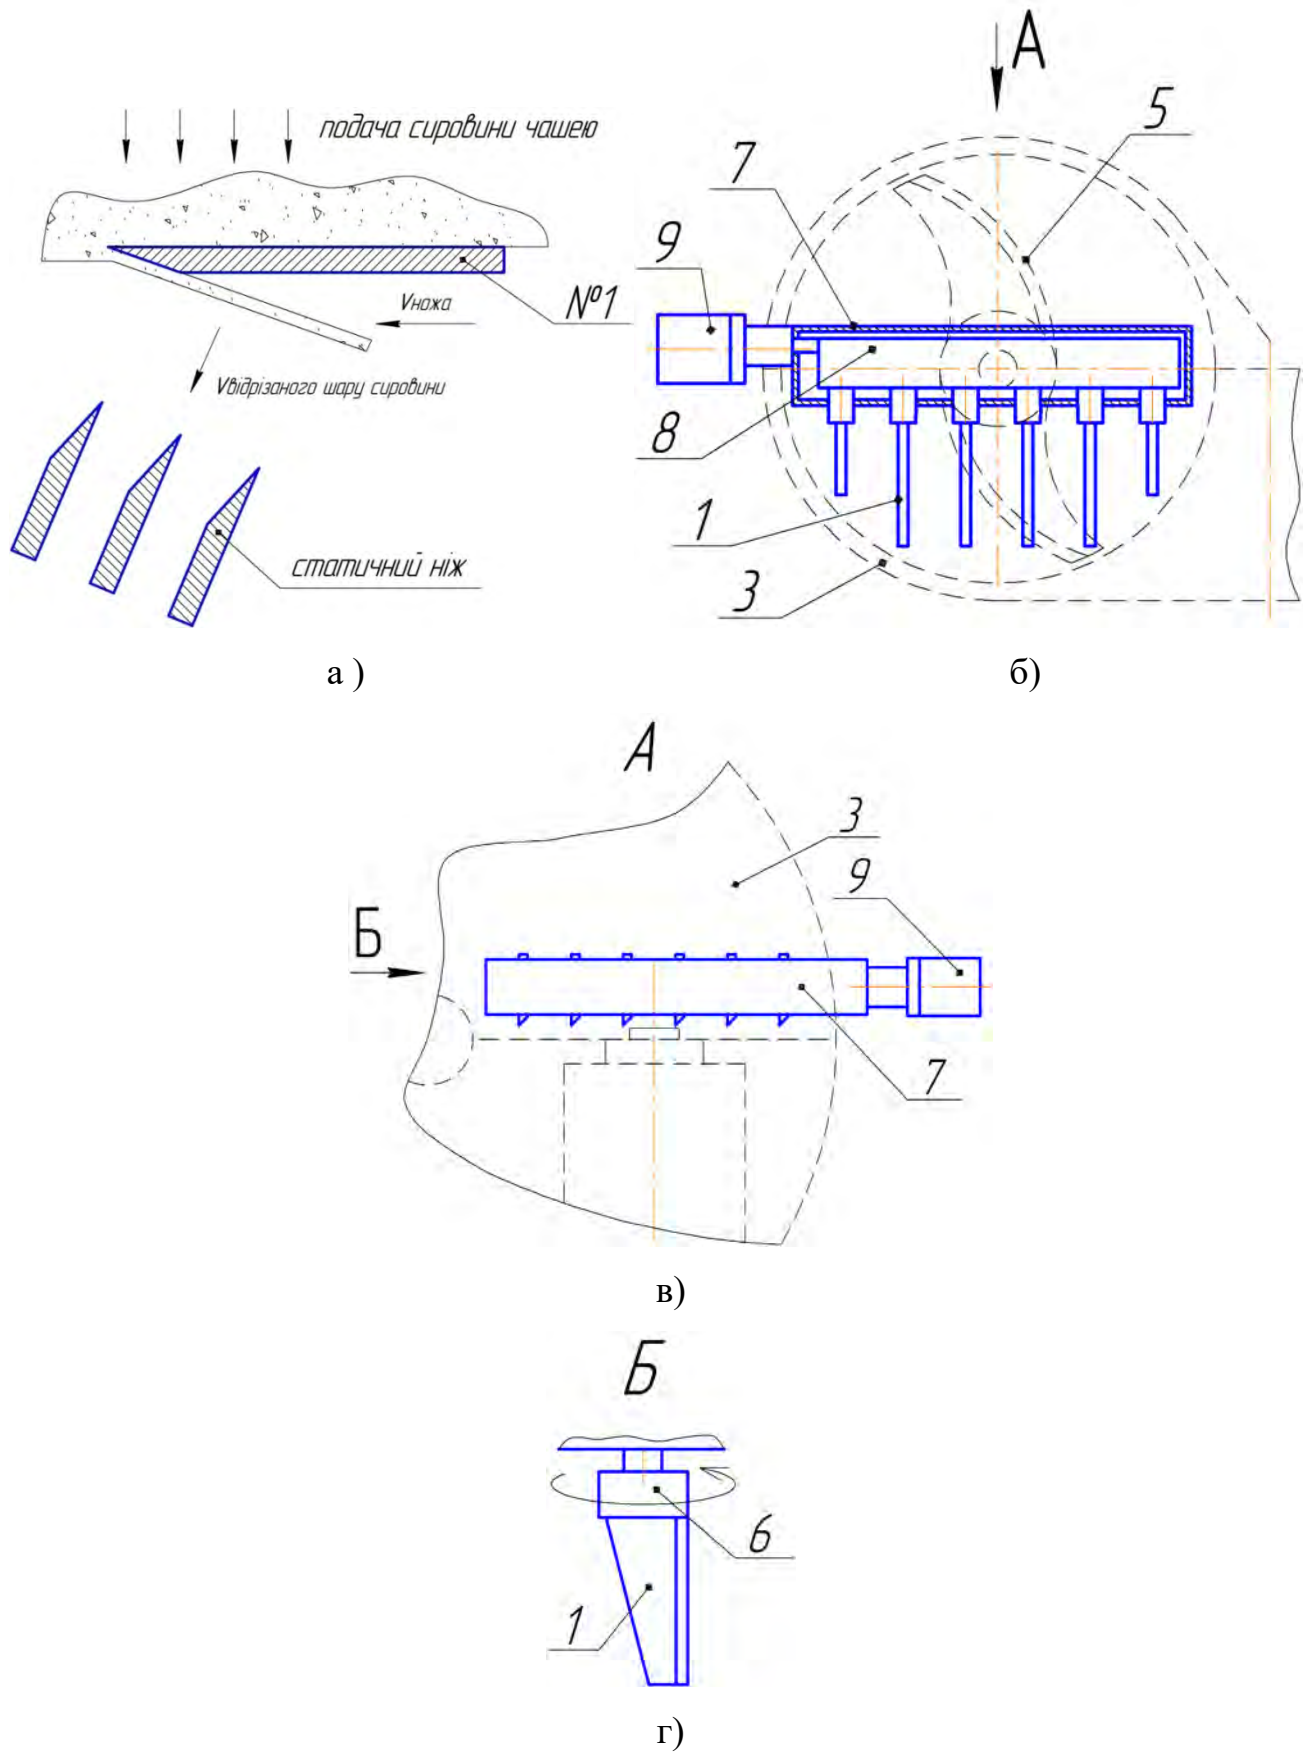 А
подача сировини чашею
5
7
9
Vножа
№1
Vвідрізаного шару сировини
8
1
статичний ніж
3
а )
б)
А
3
9
Б
7
в)
Б
6
1
г)